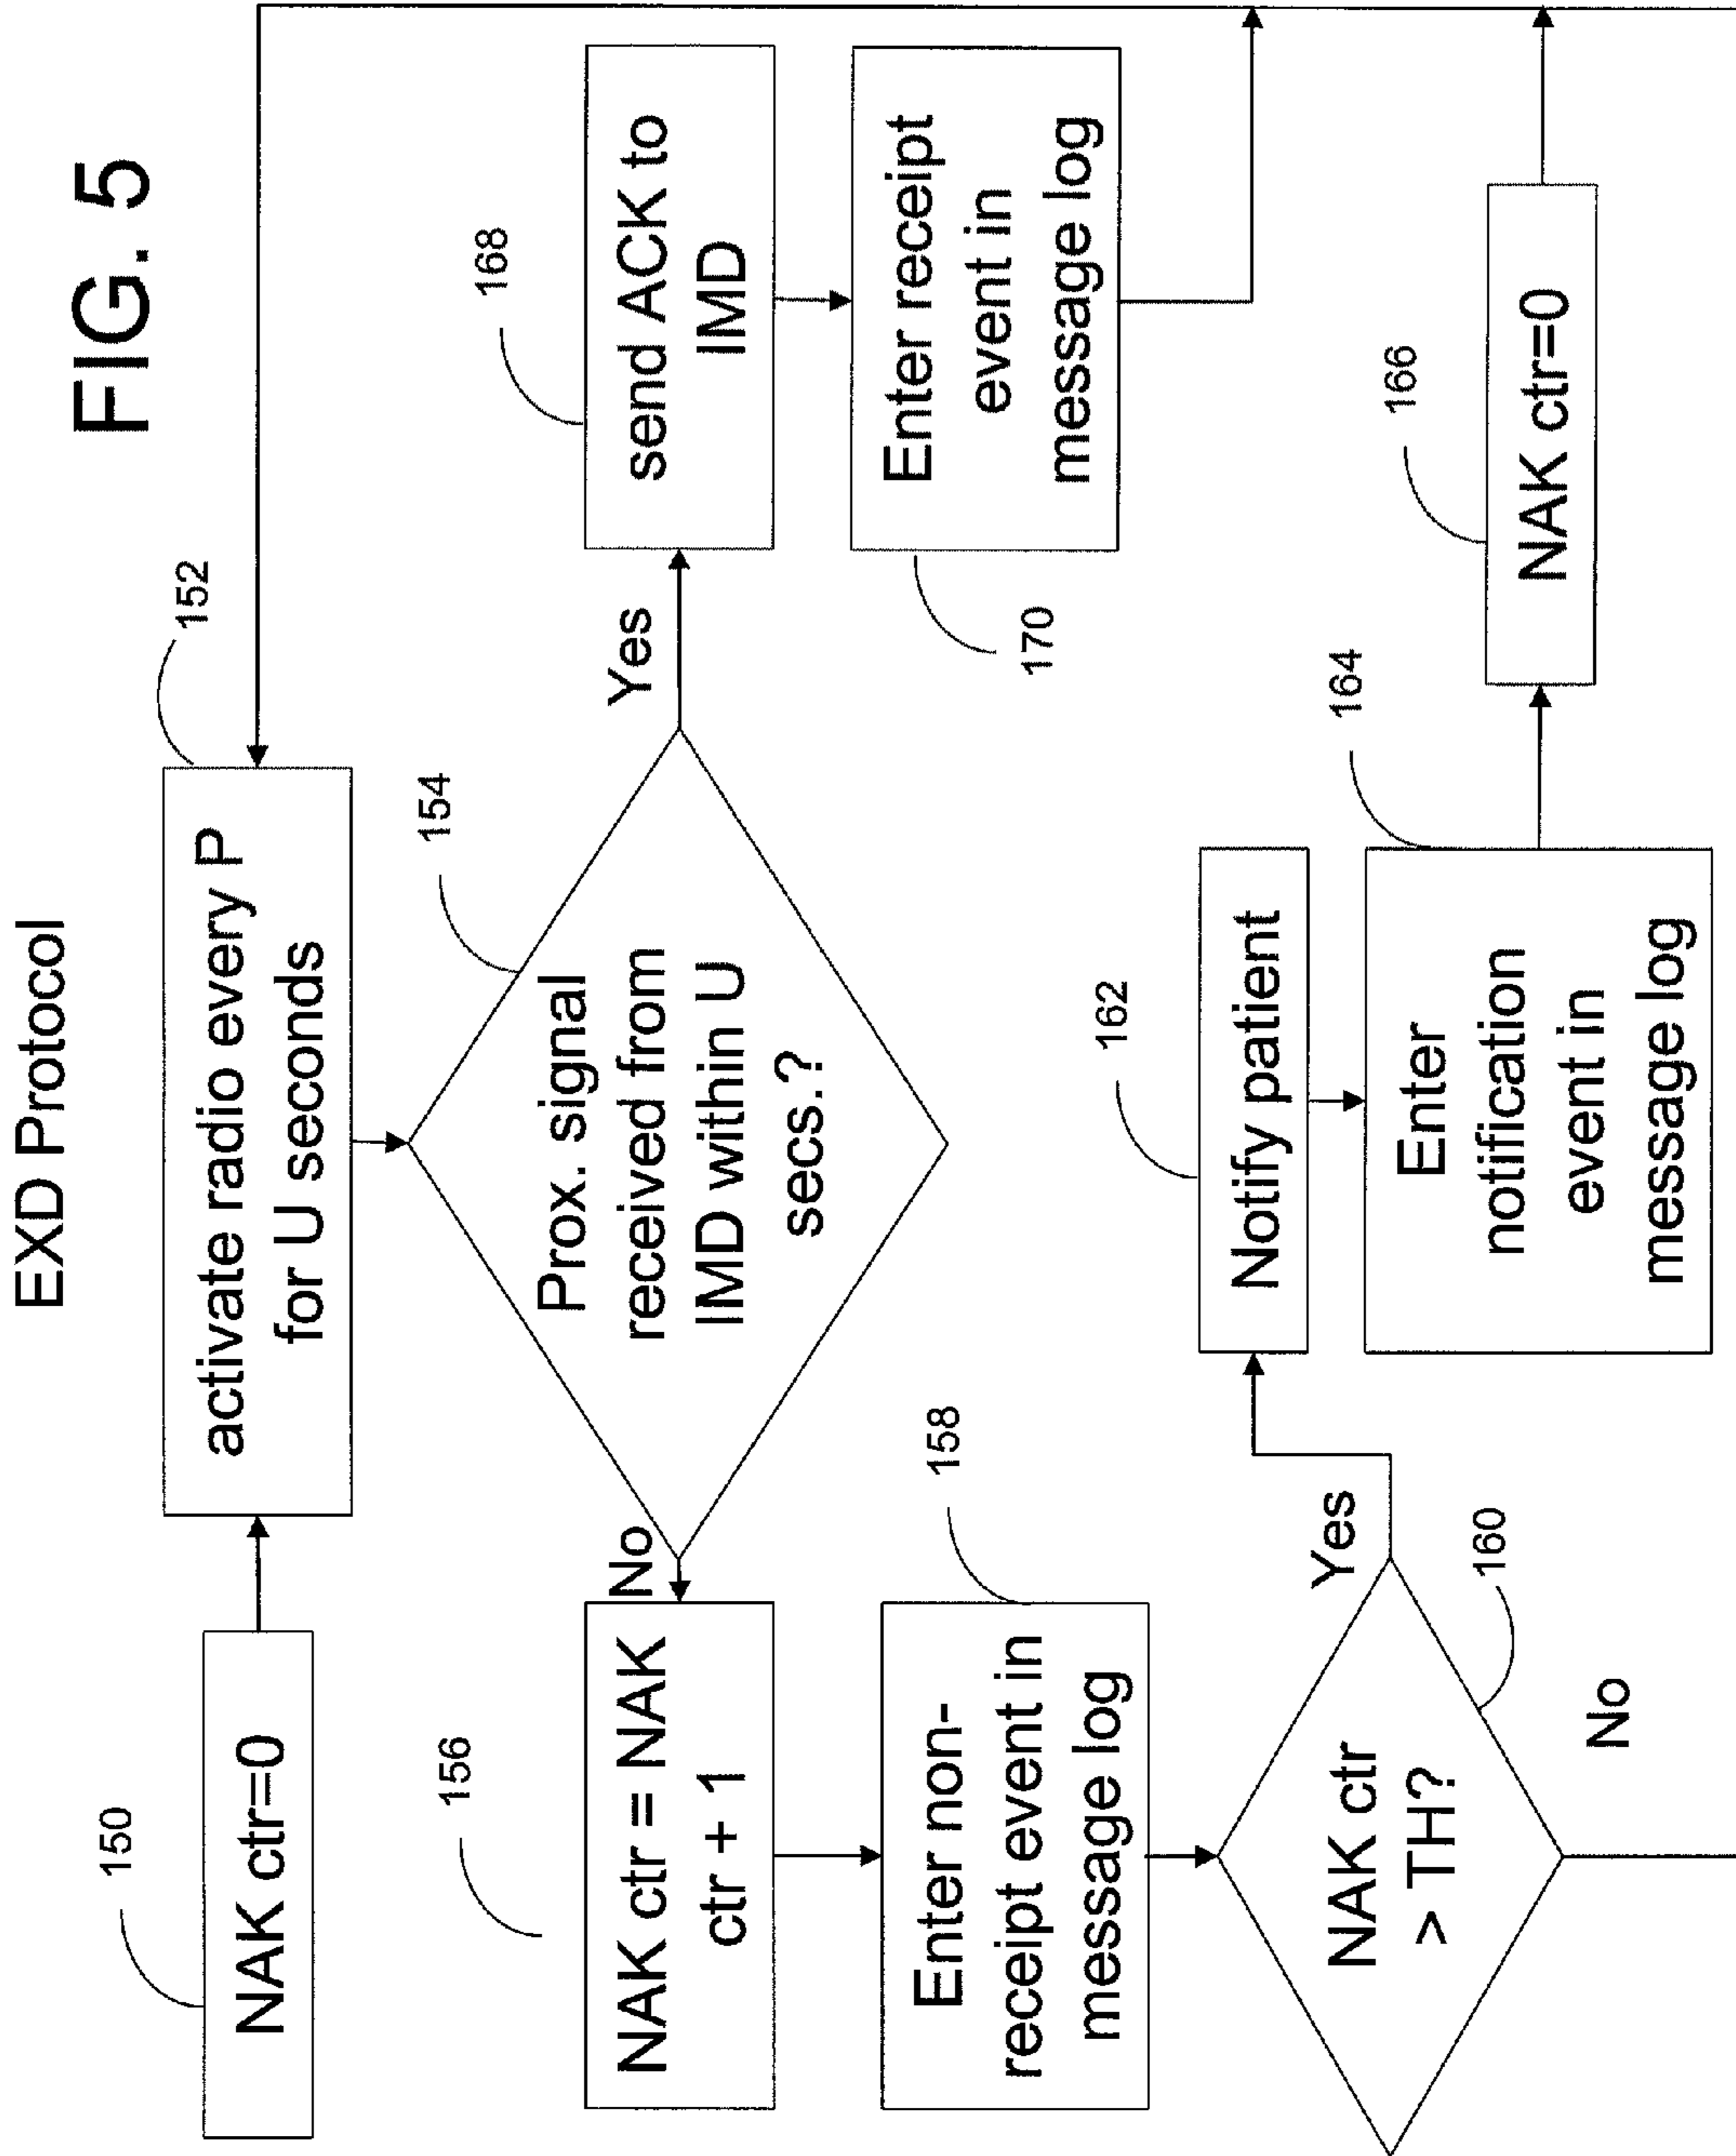 EXD Protocol
FIG. 5
150
NAK ctr=0
152
activate radio every P
for U seconds
154
Prox. signal
received from
IMD within U
secs.?
Yes
No
168
send ACK to
IMD
170
Enter receipt
event in
message log
156
NAK ctr = NAK
ctr + 1
158
Enter non-
receipt event in
message log
160
NAK ctr
> TH?
Yes
No
162
Notify patient
164
Enter
notification
event in
message log
166
NAK ctr=0